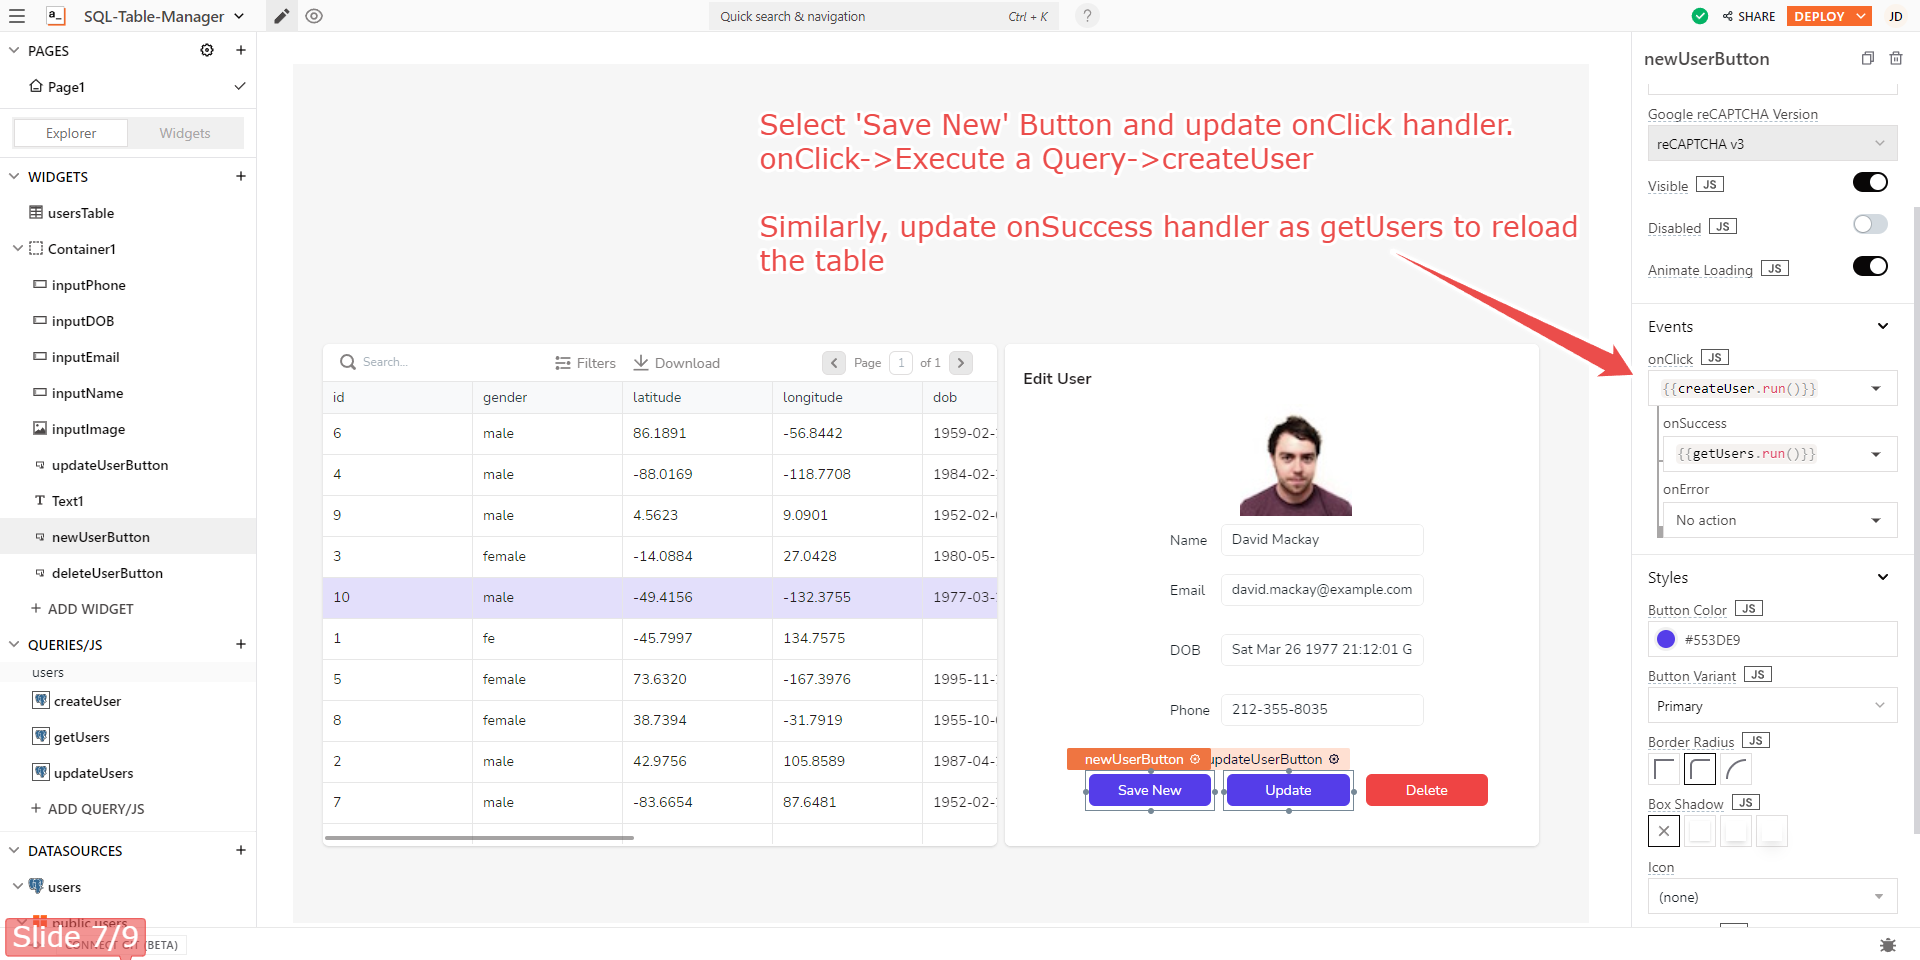 a_ SQL-Table-Manager
Quick search & navigation Ctrl + K
?
SHARE
DEPLOY
JD
PAGES
Page1
Explorer Widgets
WIDGETS
usersTable
Container1
inputPhone
inputDOB
inputEmail
inputName
inputImage
updateUserButton
Text1
newUserButton
deleteUserButton
ADD WIDGET
QUERIES/JS
users
createUser
getUsers
updateUsers
ADD QUERY/JS
DATASOURCES
users
public.users
Slide 7/9
(BETA)
Select 'Save New' Button and update onClick handler.
onClick->Execute a Query->createUser
Similarly, update onSuccess handler as getUsers to reload
the table
Search... Filters Download Page 1 of 1
id gender latitude longitude dob
6 male 86.1891 -56.8442 1959-02-
4 male -88.0169 -118.7708 1984-02-
9 male 4.5623 9.0901 1952-02-
3 female -14.0884 27.0428 1980-05-
10 male -49.4156 -132.3755 1977-03-
1 fe -45.7997 134.7575
5 female 73.6320 -167.3976 1995-11-
8 female 38.7394 -31.7919 1955-10-
2 male 42.9756 105.8589 1987-04-
7 male -83.6654 87.6481 1952-02-
Edit User
Name David Mackay
Email david.mackay@example.com
DOB Sat Mar 26 1977 21:12:01 G
Phone 212-355-8035
newUserButton updateUserButton
Save New Update Delete
newUserButton
Google reCAPTCHA Version
reCAPTCHA v3
Visible JS
Disabled JS
Animate Loading JS
Events
onClick JS
{{createUser.run()}}
onSuccess
{{getUsers.run()}}
onError
No action
Styles
Button Color JS
#553DE9
Button Variant JS
Primary
Border Radius JS
Box Shadow JS
Icon
(none)